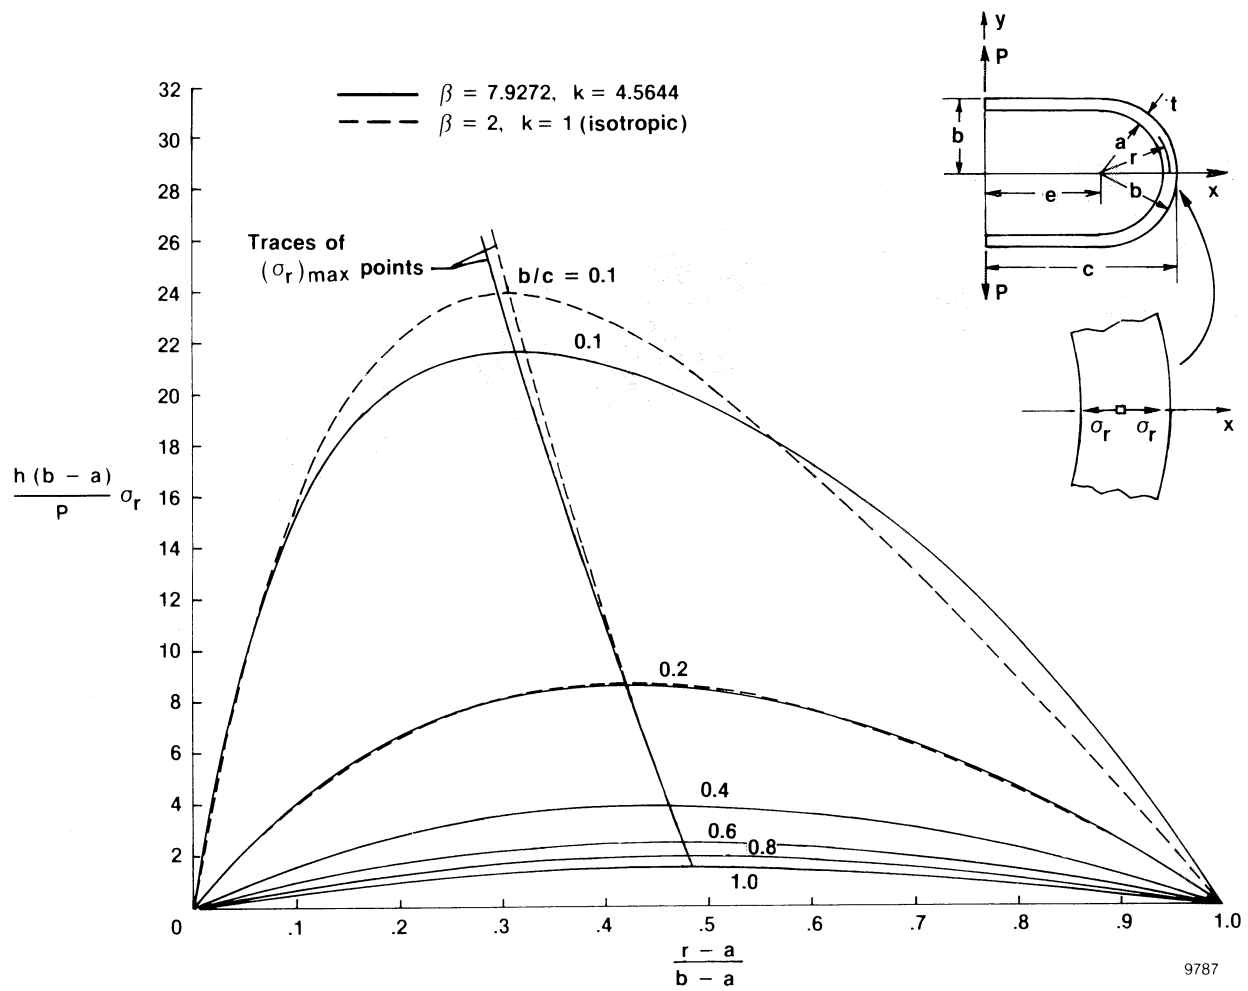 β = 7.9272, k = 4.5644
β = 2, k = 1 (isotropic)
Traces of
(σr)max points
b/c = 0.1
0.1
0.2
0.4
0.6
0.8
1.0
32
30
28
26
24
22
20
18
16
14
12
10
8
6
4
2
0
.1
.2
.3
.4
.5
.6
.7
.8
.9
1.0
h (b − a)
P
σr
r − a
b − a
y
P
t
b
a
r
b
x
e
c
P
σr
σr
x
9787